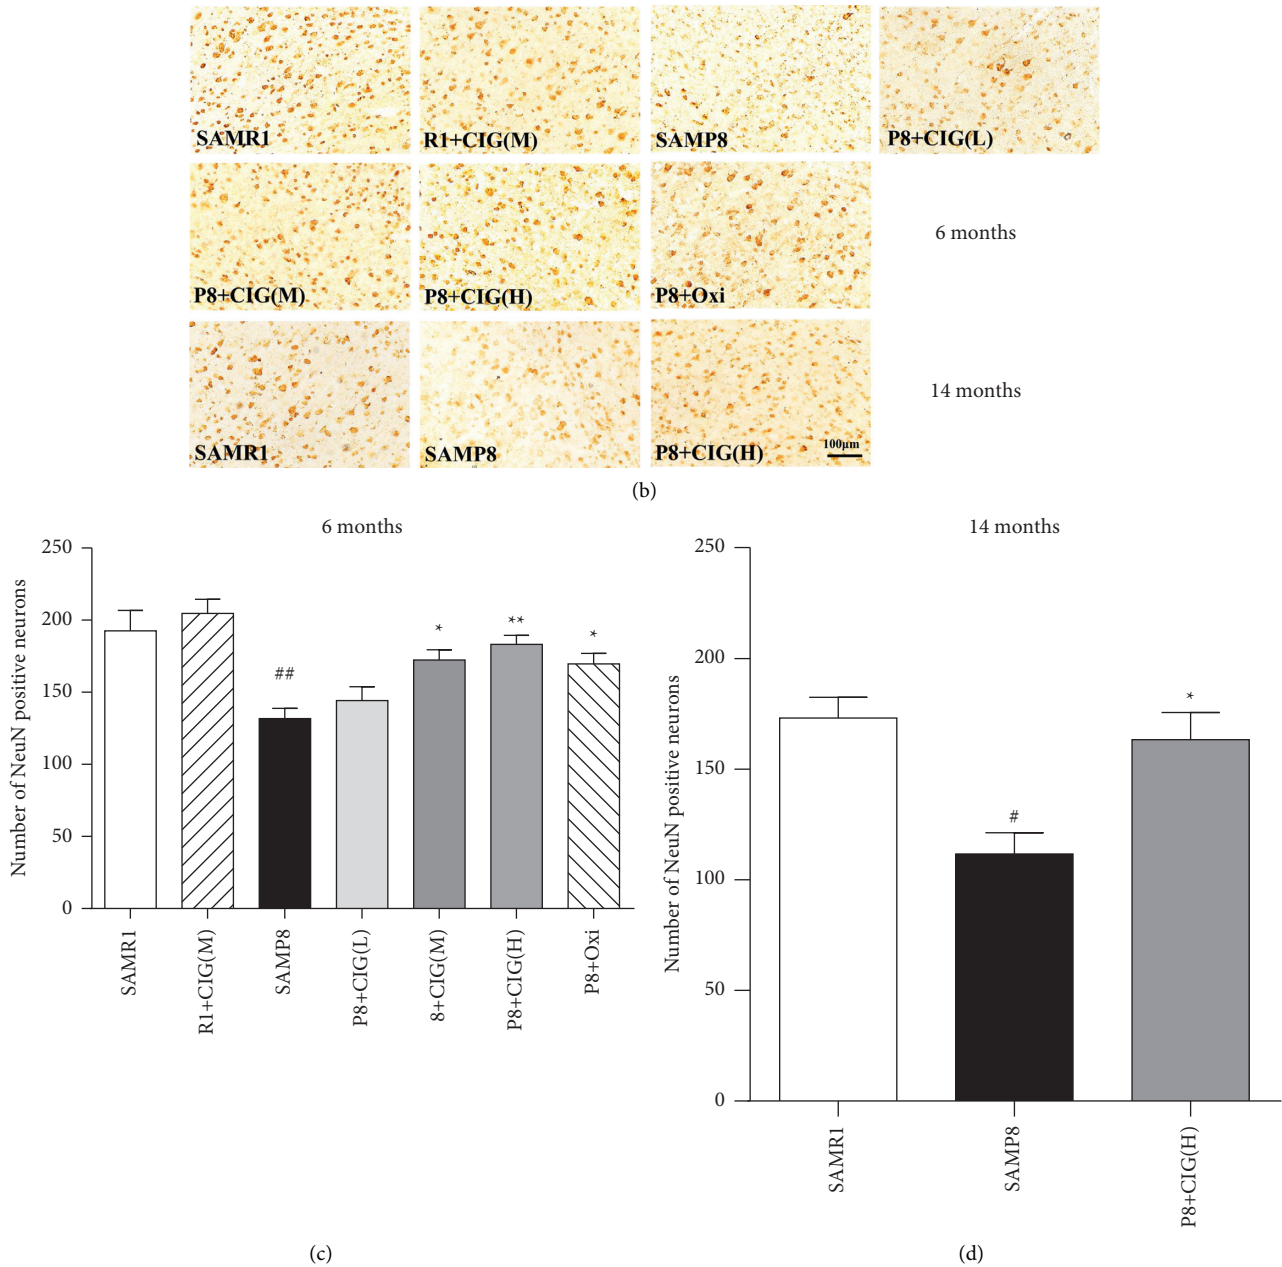 SAMR1
R1+CIG(M)
SAMP8
P8+CIG(L)
P8+CIG(M)
P8+CIG(H)
P8+Oxi
6 months
SAMR1
SAMP8
P8+CIG(H)
100μm
14 months
(b)
6 months
Number of NeuN positive neurons
250
200
150
100
50
0
##
*
**
*
SAMR1
R1+CIG(M)
SAMP8
P8+CIG(L)
8+CIG(M)
P8+CIG(H)
P8+Oxi
(c)
14 months
Number of NeuN positive neurons
250
200
150
100
50
0
#
*
SAMR1
SAMP8
P8+CIG(H)
(d)